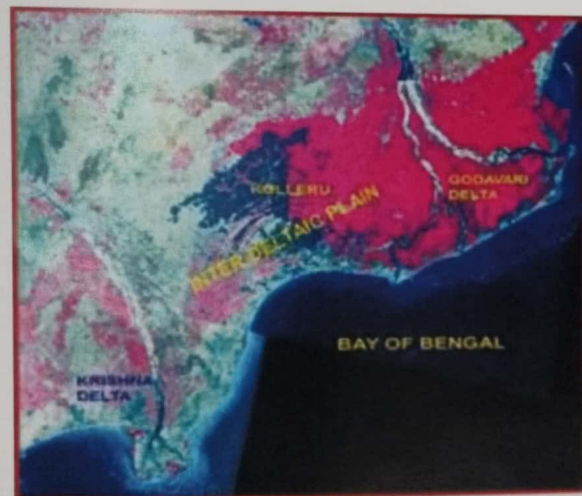 KOLLERU
GODAVARI
DELTA
INTER DELTAIC PLAIN
BAY OF BENGAL
KRISHNA
DELTA